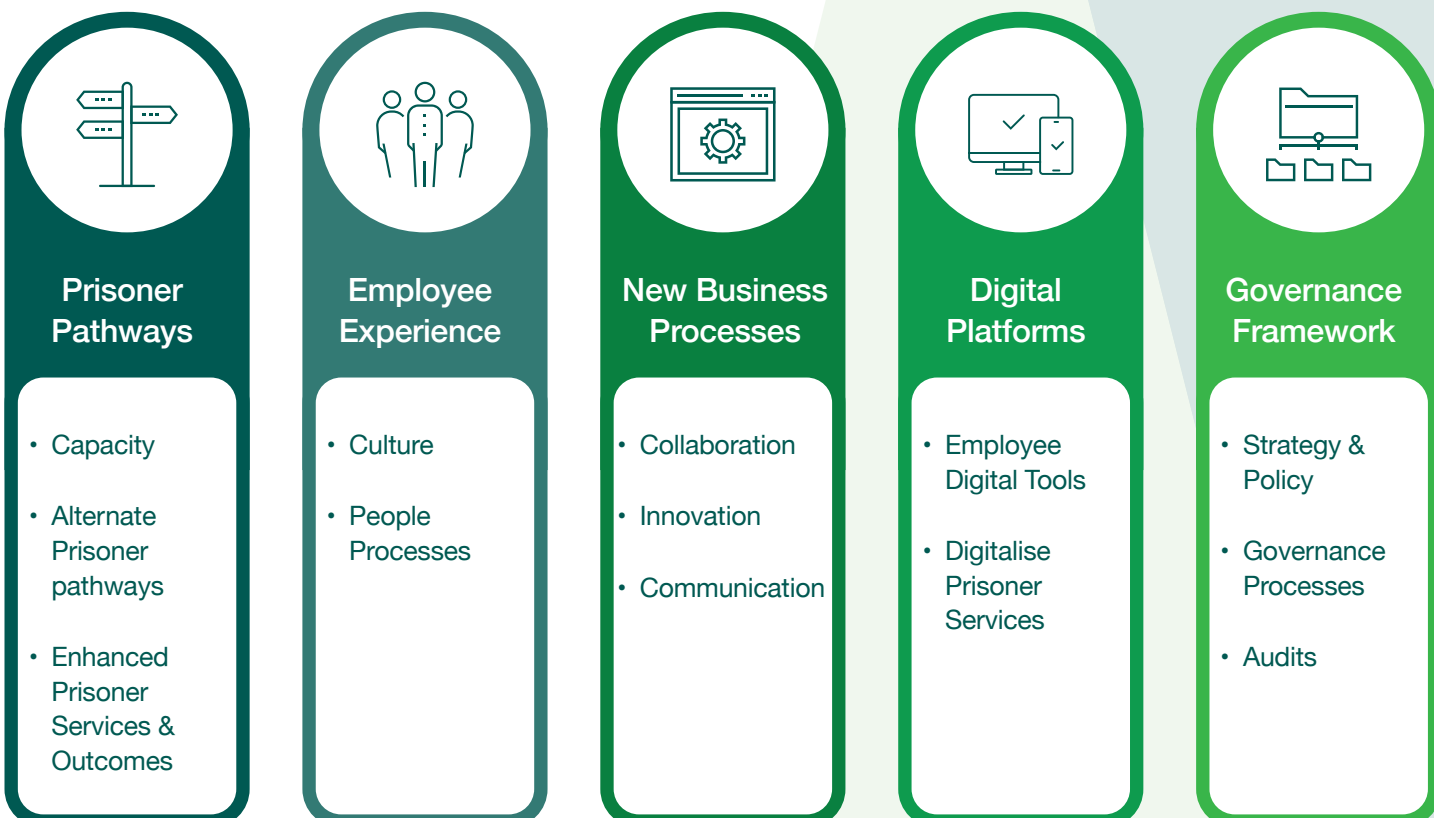 Prisoner
Pathways
• Capacity
• Alternate
Prisoner
pathways
• Enhanced
Prisoner
Services &
Outcomes
Employee
Experience
• Culture
• People
Processes
New Business
Processes
• Collaboration
• Innovation
• Communication
Digital
Platforms
• Employee
Digital Tools
• Digitalise
Prisoner
Services
Governance
Framework
• Strategy &
Policy
• Governance
Processes
• Audits